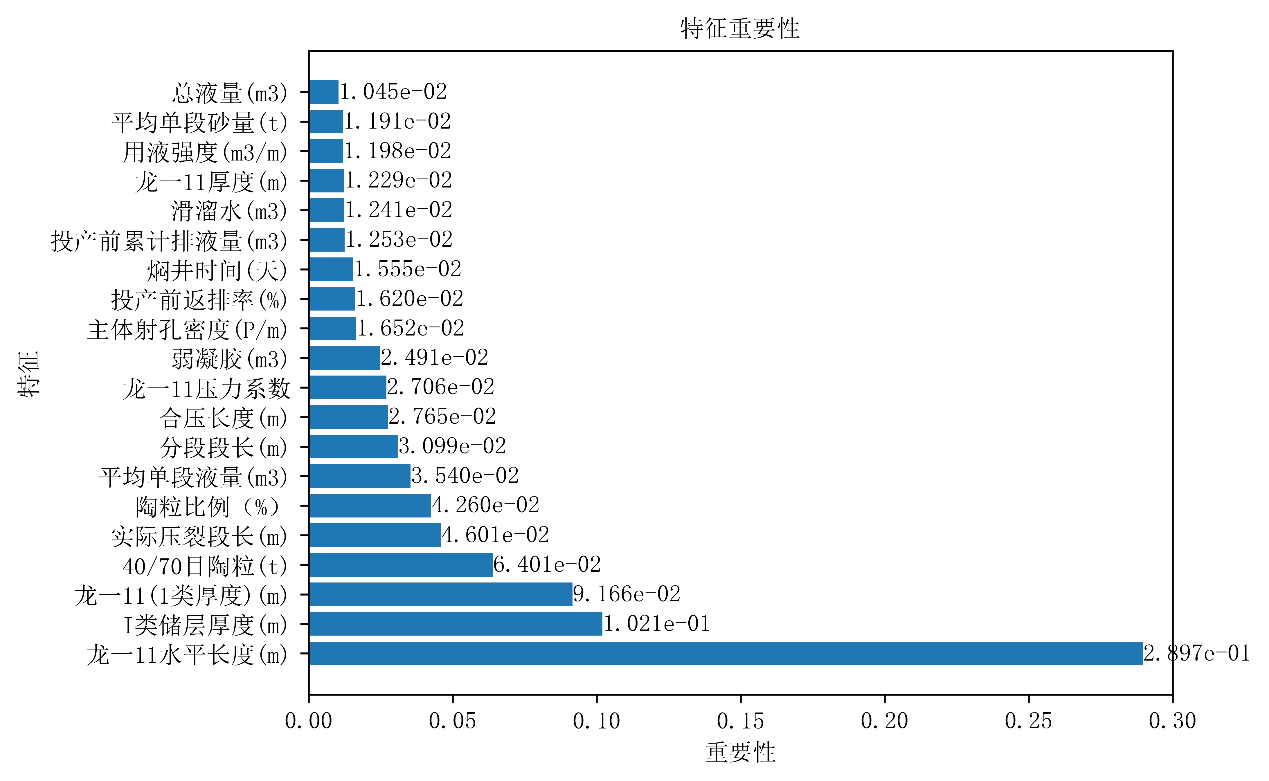 特征重要性
总液量(m3) 1.045e-02
平均单段砂量(t) 1.191e-02
用液强度(m3/m) 1.198e-02
龙一11厚度(m) 1.229e-02
滑溜水(m3) 1.241e-02
投产前累计排液量(m3) 1.253e-02
焖井时间(天) 1.555e-02
投产前返排率(%) 1.620e-02
主体射孔密度(P/m) 1.652e-02
弱凝胶(m3) 2.491e-02
龙一11压力系数 2.706e-02
合压长度(m) 2.765e-02
分段段长(m) 3.099e-02
平均单段液量(m3) 3.540e-02
陶粒比例（%） 4.260e-02
实际压裂段长(m) 4.601e-02
40/70目陶粒(t) 6.401e-02
龙一11(1类厚度)(m) 9.166e-02
I类储层厚度(m) 1.021e-01
龙一11水平长度(m) 2.897e-01
特征
0.00 0.05 0.10 0.15 0.20 0.25 0.30
重要性